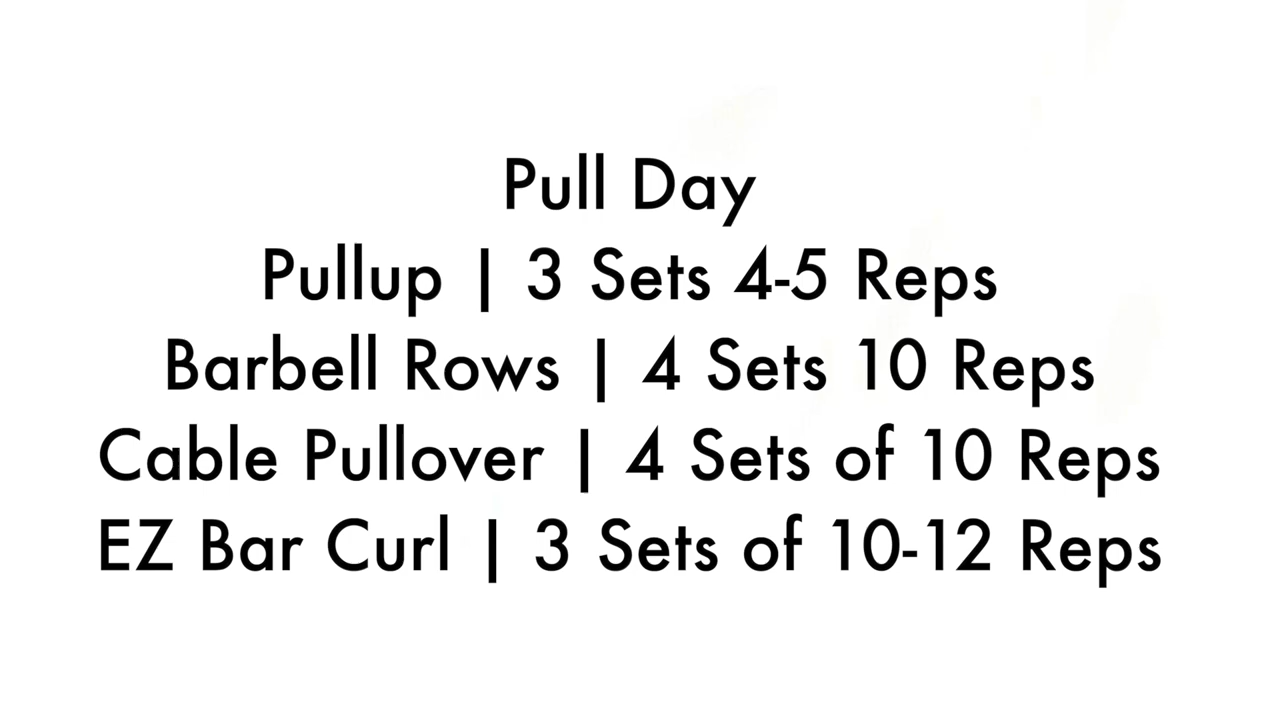 Pull Day
Pullup | 3 Sets 4-5 Reps
Barbell Rows | 4 Sets 10 Reps
Cable Pullover | 4 Sets of 10 Reps
EZ Bar Curl | 3 Sets of 10-12 Reps